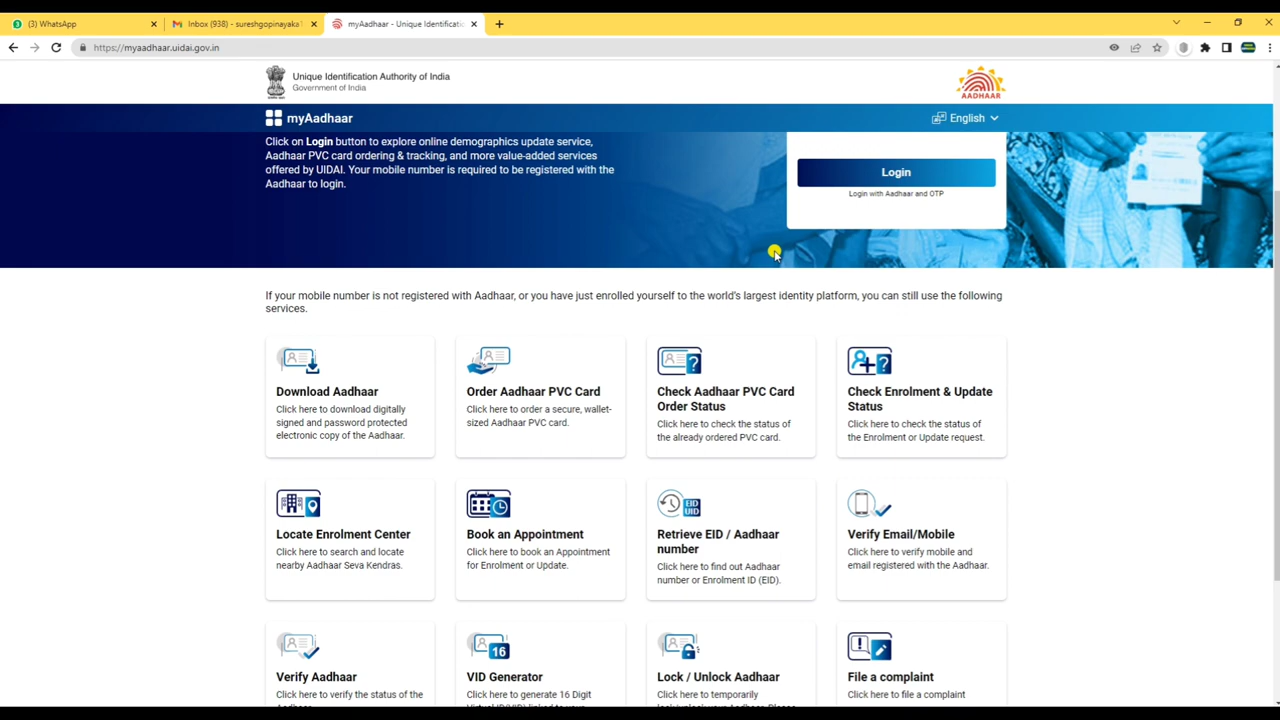 (3) WhatsApp
Inbox (938) - sureshgopinayaka1
myAadhaar - Unique Identificatic
https://myaadhaar.uidai.gov.in
Unique Identification Authority of India
Government of India
AADHAAR
myAadhaar
English
Click on Login button to explore online demographics update service,
Aadhaar PVC card ordering & tracking, and more value-added services
offered by UIDAI. Your mobile number is required to be registered with the
Aadhaar to login.
Login
Login with Aadhaar and OTP
If your mobile number is not registered with Aadhaar, or you have just enrolled yourself to the world's largest identity platform, you can still use the following
services.
Download Aadhaar
Click here to download digitally
signed and password protected
electronic copy of the Aadhaar.
Order Aadhaar PVC Card
Click here to order a secure, wallet-
sized Aadhaar PVC card.
Check Aadhaar PVC Card
Order Status
Click here to check the status of
the already ordered PVC card.
Check Enrolment & Update
Status
Click here to check the status of
the Enrolment or Update request.
Locate Enrolment Center
Click here to search and locate
nearby Aadhaar Seva Kendras.
Book an Appointment
Click here to book an Appointment
for Enrolment or Update.
EID
UID
Retrieve EID / Aadhaar
number
Click here to find out Aadhaar
number or Enrolment ID (EID).
Verify Email/Mobile
Click here to verify mobile and
email registered with the Aadhaar.
Verify Aadhaar
Click here to verify the status of the
16
VID Generator
Click here to generate 16 Digit
Lock / Unlock Aadhaar
Click here to temporarily
File a complaint
Click here to file a complaint